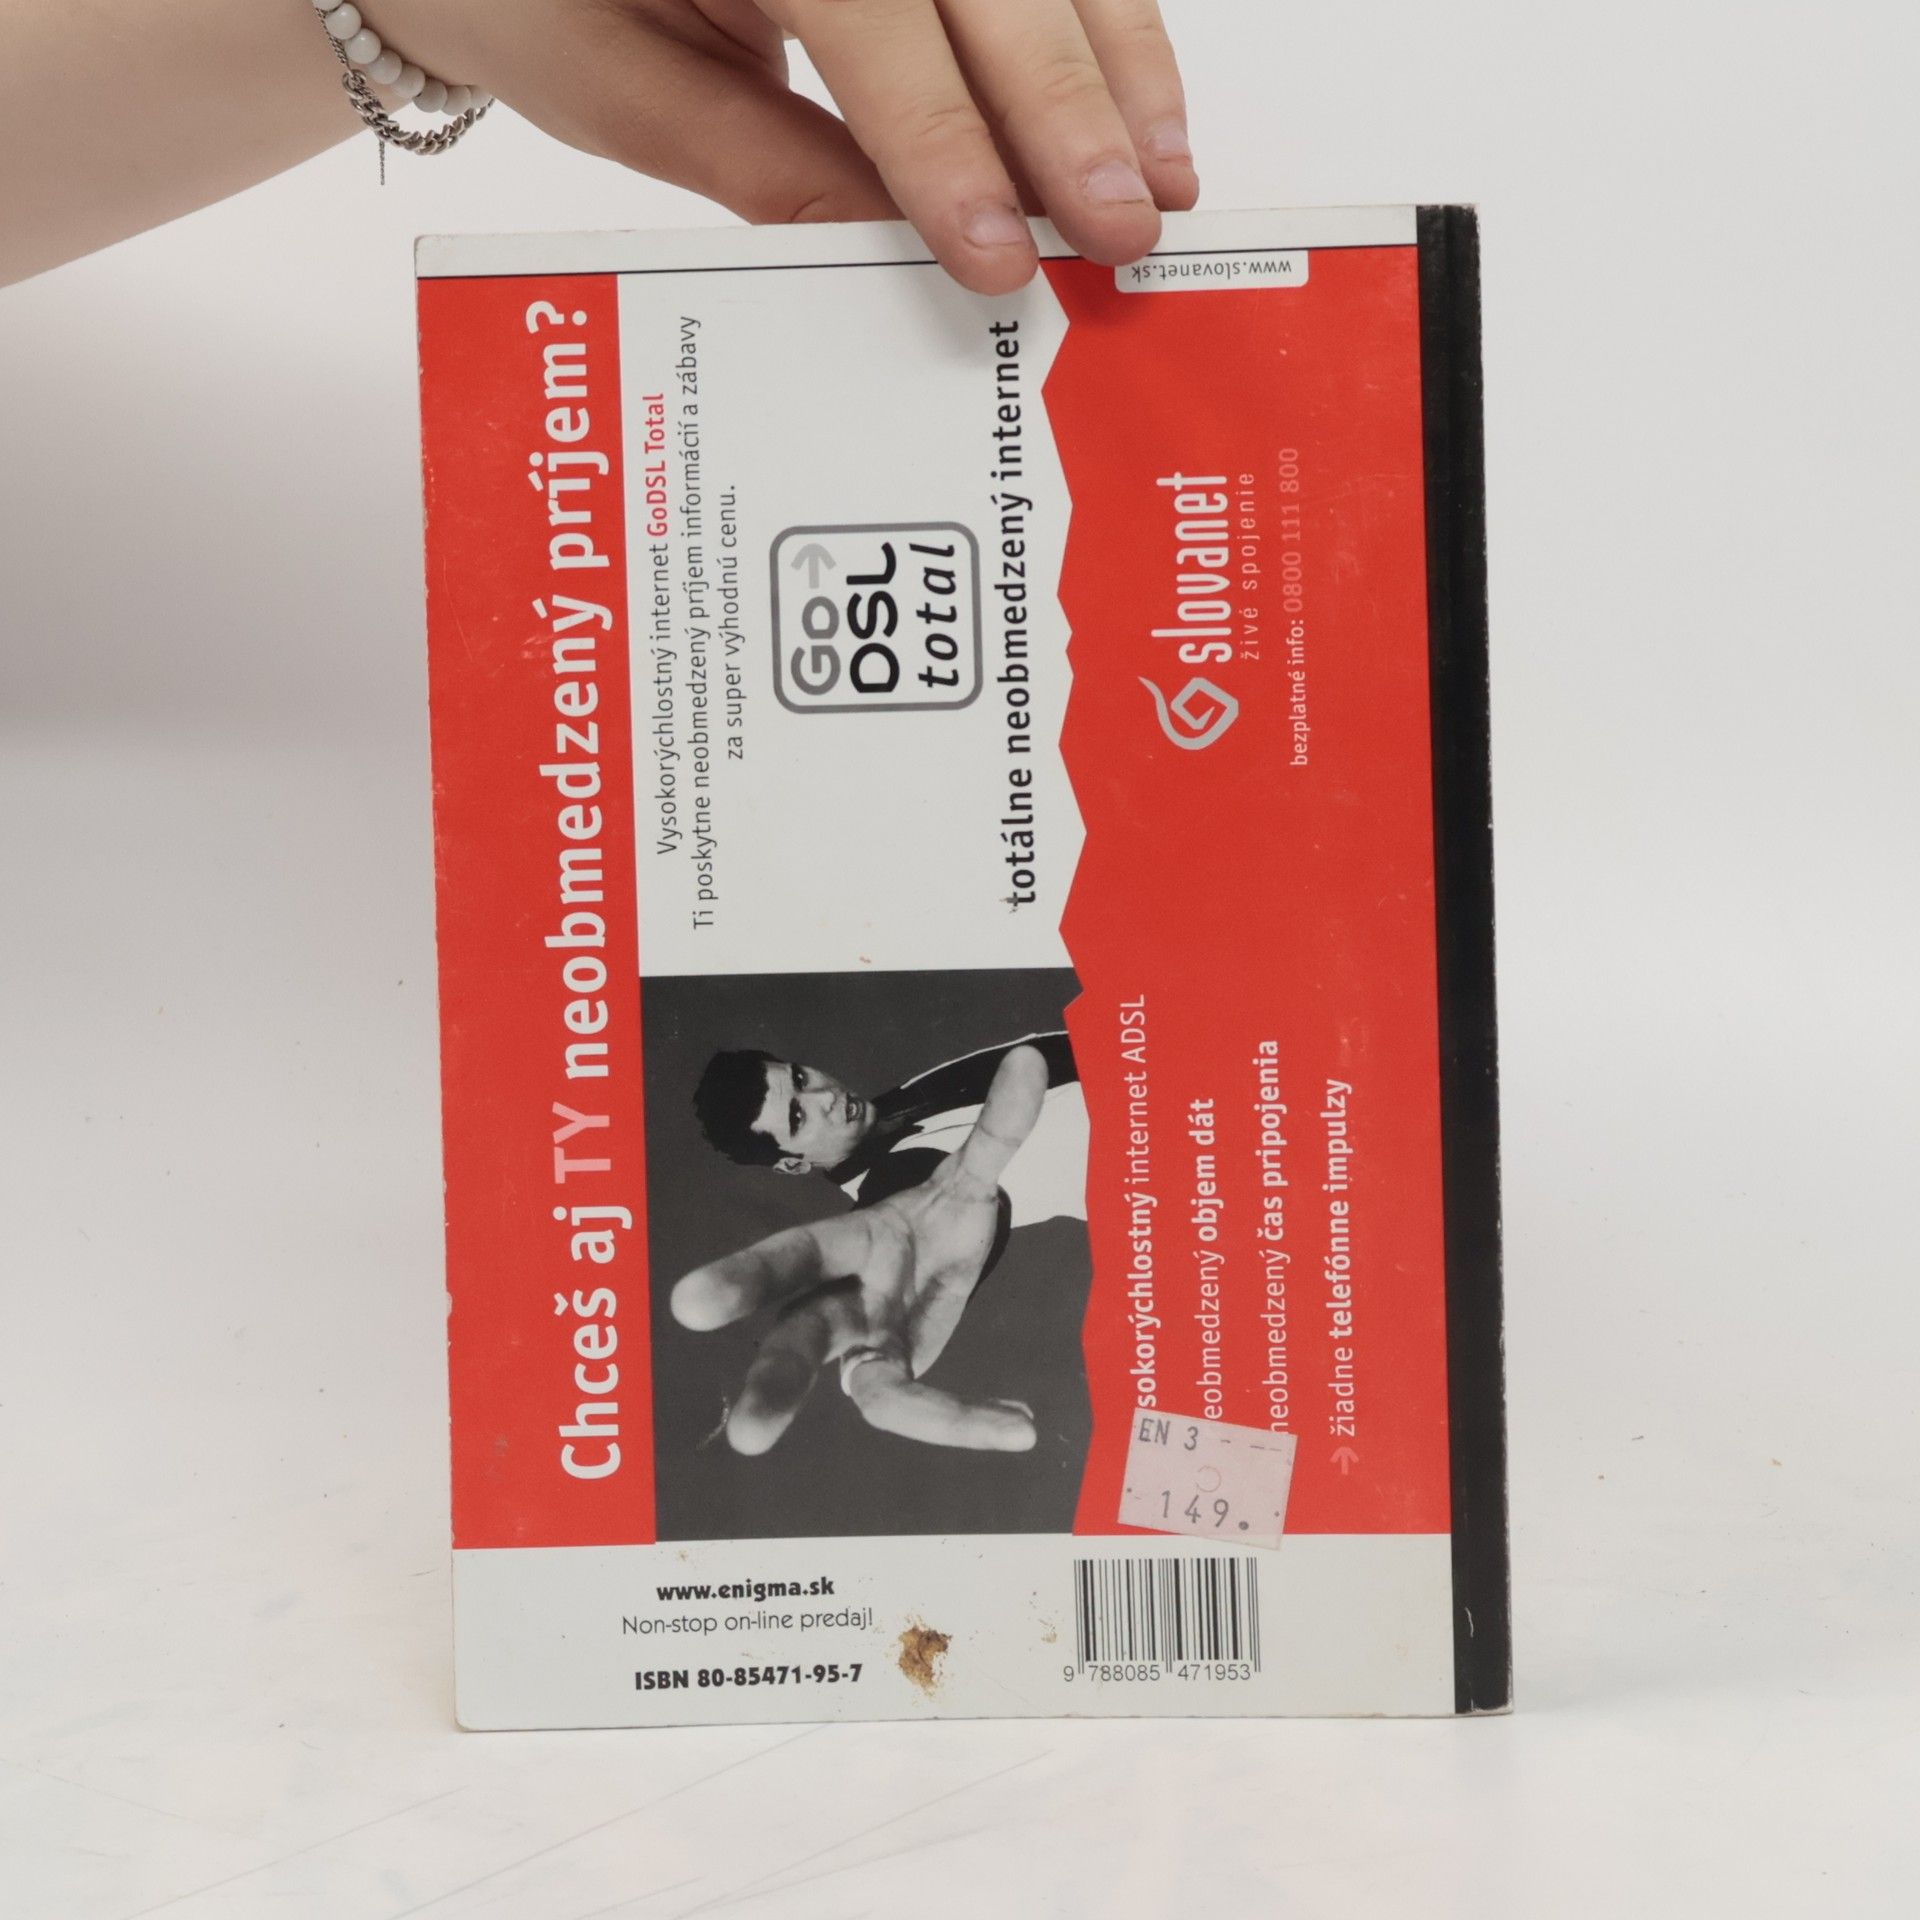 www.slovanet.sk
Chceš aj TY neobmedzený príjem?
Vysokorýchlostný internet GoDSL Total
Ti poskytne neobmedzený príjem informácií a zábavy
za super výhodnú cenu.
Go→
DSL
total
totálne neobmedzený internet
sokorýchlostný internet ADSL
eobmedzený objem dát
neobmedzený čas pripojenia
→ žiadne telefónne impulzy
slovanet
živé spojenie
bezplatné info: 0800 111 800
EN 3
149.
www.enigma.sk
Non-stop on-line predaj!
ISBN 80-85471-95-7
9 788085 471953